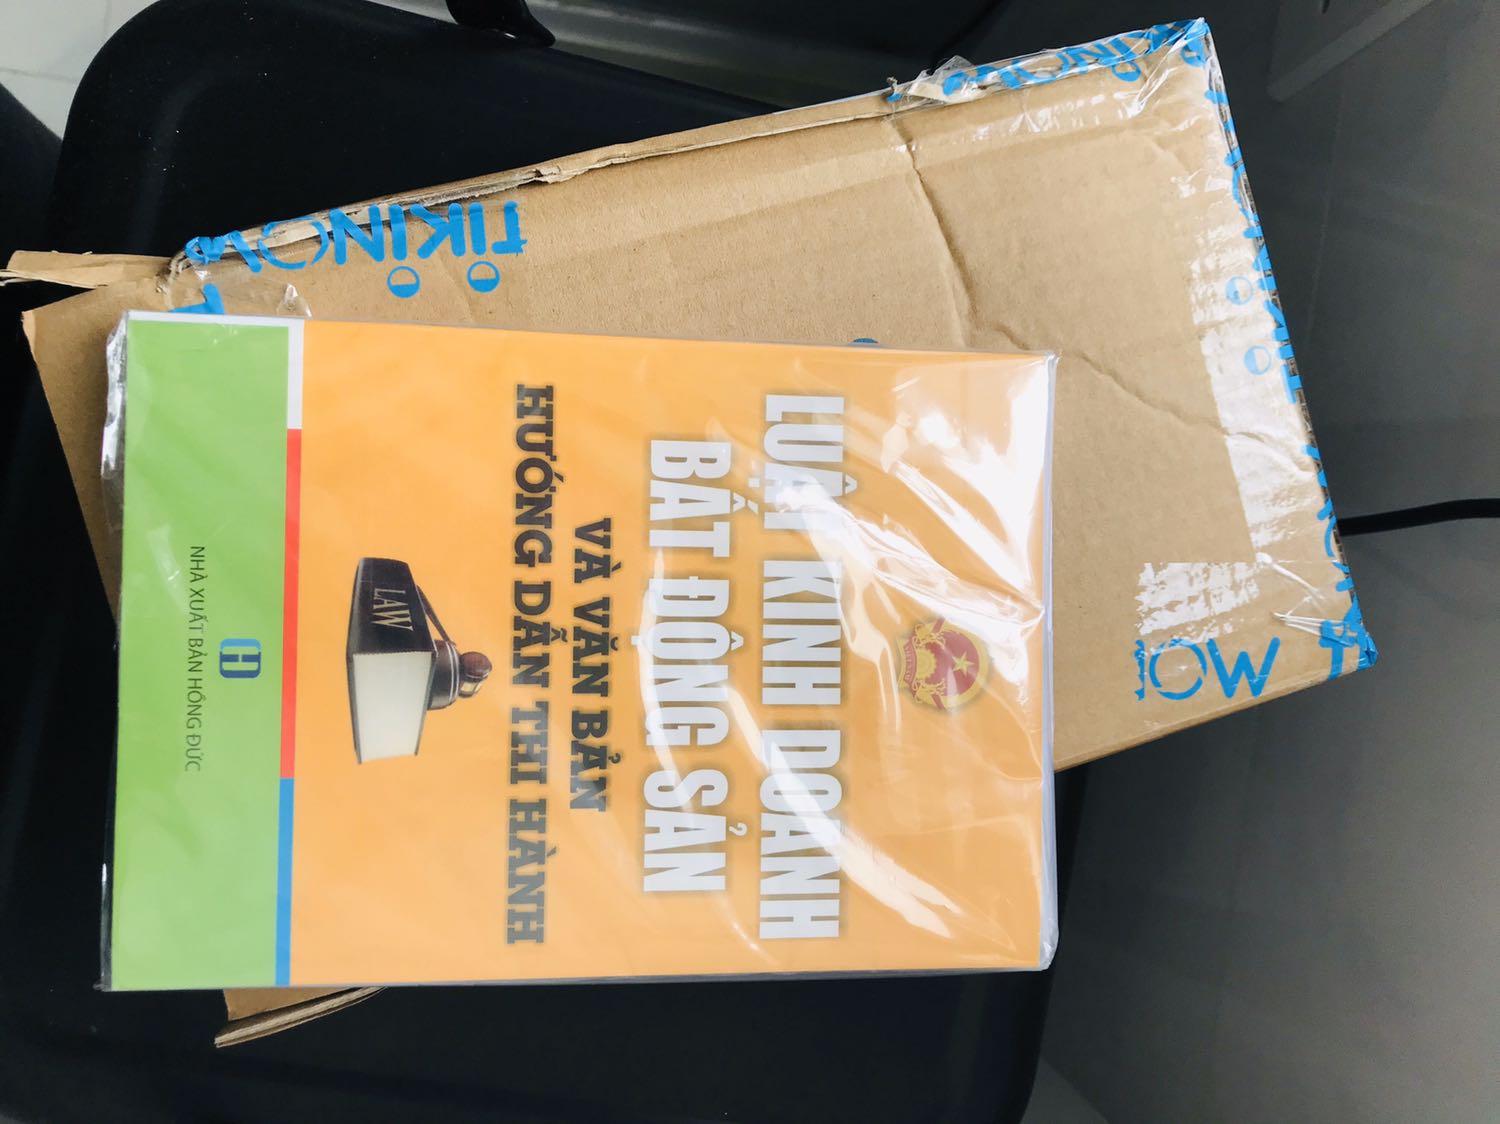 LUẬT KINH DOANH
BẤT ĐỘNG SẢN
VÀ VĂN BẢN
HƯỚNG DẪN THI HÀNH
LAW
NHÀ XUẤT BẢN HỒNG ĐỨC
TiKiNOW
NOW